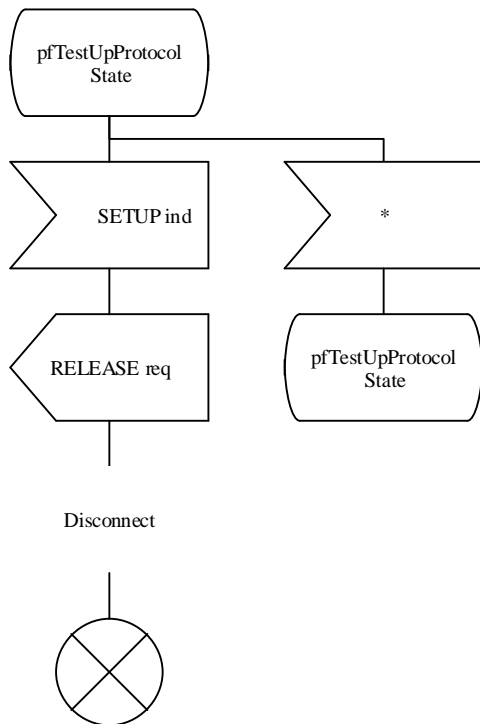 pfTestUpProtocol
State
SETUP ind
*
RELEASE req
pfTestUpProtocol
State
Disconnect